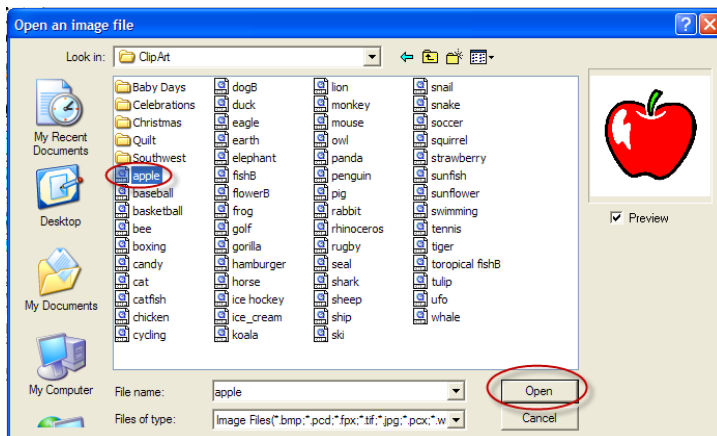 Open an image file
Look in: ClipArt
My Recent
Documents
Desktop
My Documents
My Computer
Baby Days
Celebrations
Christmas
Quilt
Southwest
apple
baseball
basketball
bee
boxing
candy
cat
catfish
chicken
cycling
dogB
duck
eagle
earth
elephant
fishB
flowerB
frog
golf
gorilla
hamburger
horse
ice hockey
ice_cream
koala
lion
monkey
mouse
owl
panda
penguin
pig
rabbit
rhinoceros
rugby
seal
shark
sheep
ship
ski
snail
snake
soccer
squirrel
strawberry
sunfish
sunflower
swimming
tennis
tiger
toropical fishB
tulip
ufo
whale
Preview
File name: apple Open
Files of type: Image Files(*.bmp;*.pcd;*.fpx;*.tif;*.jpg;*.pcx;*.w Cancel